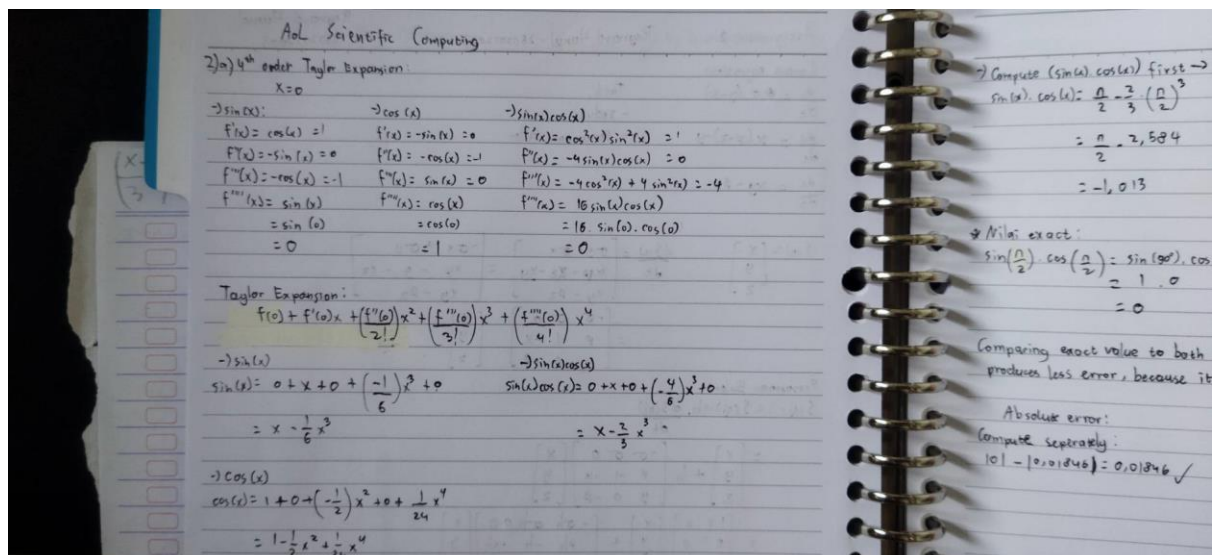 AoL Scientific Computing
2) a) 4th order Taylor Expansion:
x=0
→ sin(x):
f'(x) = cos(x) = 1
f''(x) = -sin(x) = 0
f'''(x) = -cos(x) = -1
f''''(x) = sin(x)
= sin(0)
= 0
→ cos(x)
f'(x) = -sin(x) = 0
f''(x) = -cos(x) = -1
f'''(x) = sin(x) = 0
f''''(x) = cos(x)
= cos(0)
= 1
→ sin(x)cos(x)
f'(x) = cos²(x) sin²(x) = 1
f''(x) = -4 sin(x) cos(x) = 0
f'''(x) = -4 cos²(x) + 4 sin²(x) = -4
f''''(x) = 16 sin(x) cos(x)
= 16. sin(0). cos(0)
= 0
Taylor Expansion:
f(0) + f'(0)x + (f''(0)/2!) x² + (f'''(0)/3!) x³ + (f''''(0)/4!) x⁴
→ sin(x)
sin(x) = 0 + x + 0 + (-1/6) x³ + 0
= x - 1/6 x³
→ sin(x)cos(x)
sin(x)cos(x) = 0 + x + 0 + (-4/6) x³ + 0
= x - 2/3 x³
→ cos(x)
cos(x) = 1 + 0 + (-1/2) x² + 0 + 1/24 x⁴
= 1 - 1/2 x² + 1/24 x⁴
→ Compute (sin(x). cos(x)) first →
sin(x). cos(x) = π/2 - 2/3 . (π/2)³
= π/2 - 2,584
= -1,013
* Nilai exact:
sin(π/2). cos(π/2) = sin(90°). cos
= 1 . 0
= 0
Comparing exact value to both
produces less error, because it
Absolute error:
Compute seperately:
|0| - |0,01846| = 0,01846 ✓